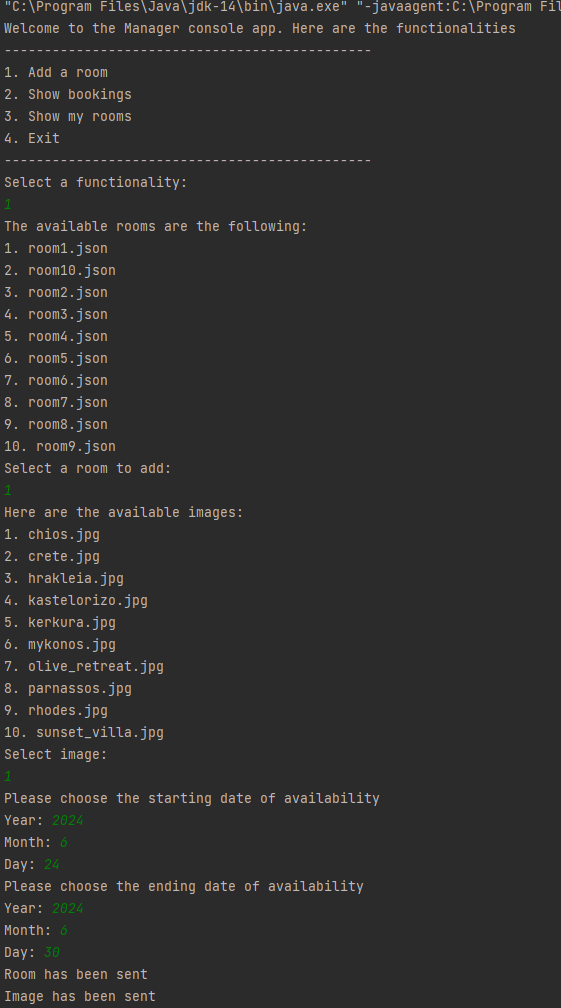 "C:\Program Files\Java\jdk-14\bin\java.exe" "-javaagent:C:\Program Fil
Welcome to the Manager console app. Here are the functionalities
----------------------------------------------
1. Add a room
2. Show bookings
3. Show my rooms
4. Exit
----------------------------------------------
Select a functionality:
1
The available rooms are the following:
1. room1.json
2. room10.json
3. room2.json
4. room3.json
5. room4.json
6. room5.json
7. room6.json
8. room7.json
9. room8.json
10. room9.json
Select a room to add:
1
Here are the available images:
1. chios.jpg
2. crete.jpg
3. hrakleia.jpg
4. kastelorizo.jpg
5. kerkura.jpg
6. mykonos.jpg
7. olive_retreat.jpg
8. parnassos.jpg
9. rhodes.jpg
10. sunset_villa.jpg
Select image:
1
Please choose the starting date of availability
Year: 2024
Month: 6
Day: 24
Please choose the ending date of availability
Year: 2024
Month: 6
Day: 30
Room has been sent
Image has been sent